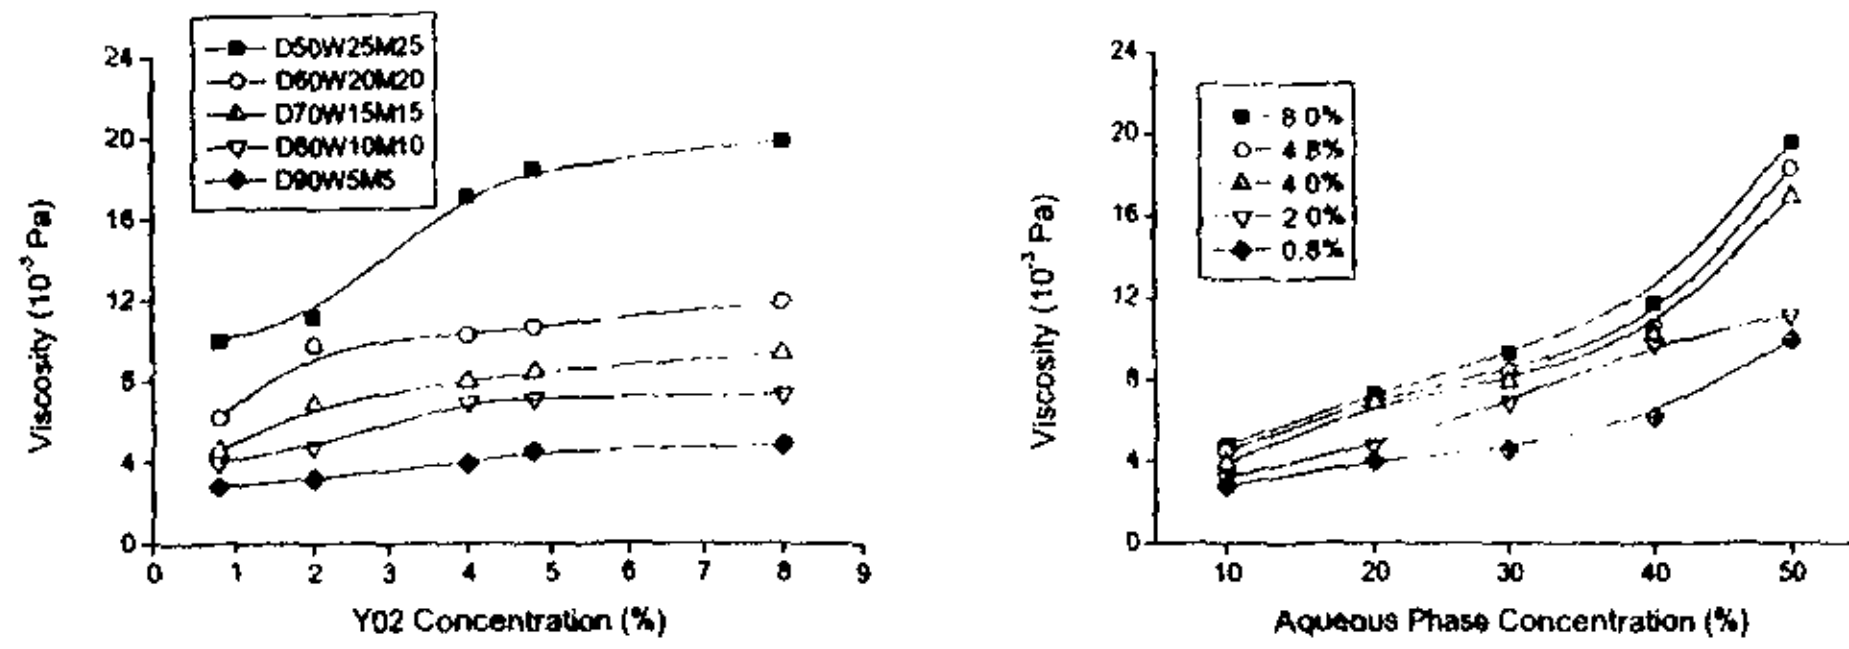 D50W25M25
D60W20M20
D70W15M15
D80W10M10
D90W5M5
24
20
16
12
8
4
0
0 1 2 3 4 5 6 7 8 9
Viscosity (10⁻³ Pa)
Y02 Concentration (%)
8 0%
4 8%
4 0%
2 0%
0.8%
24
20
16
12
8
4
0
10 20 30 40 50
Viscosity (10⁻³ Pa)
Aqueous Phase Concentration (%)